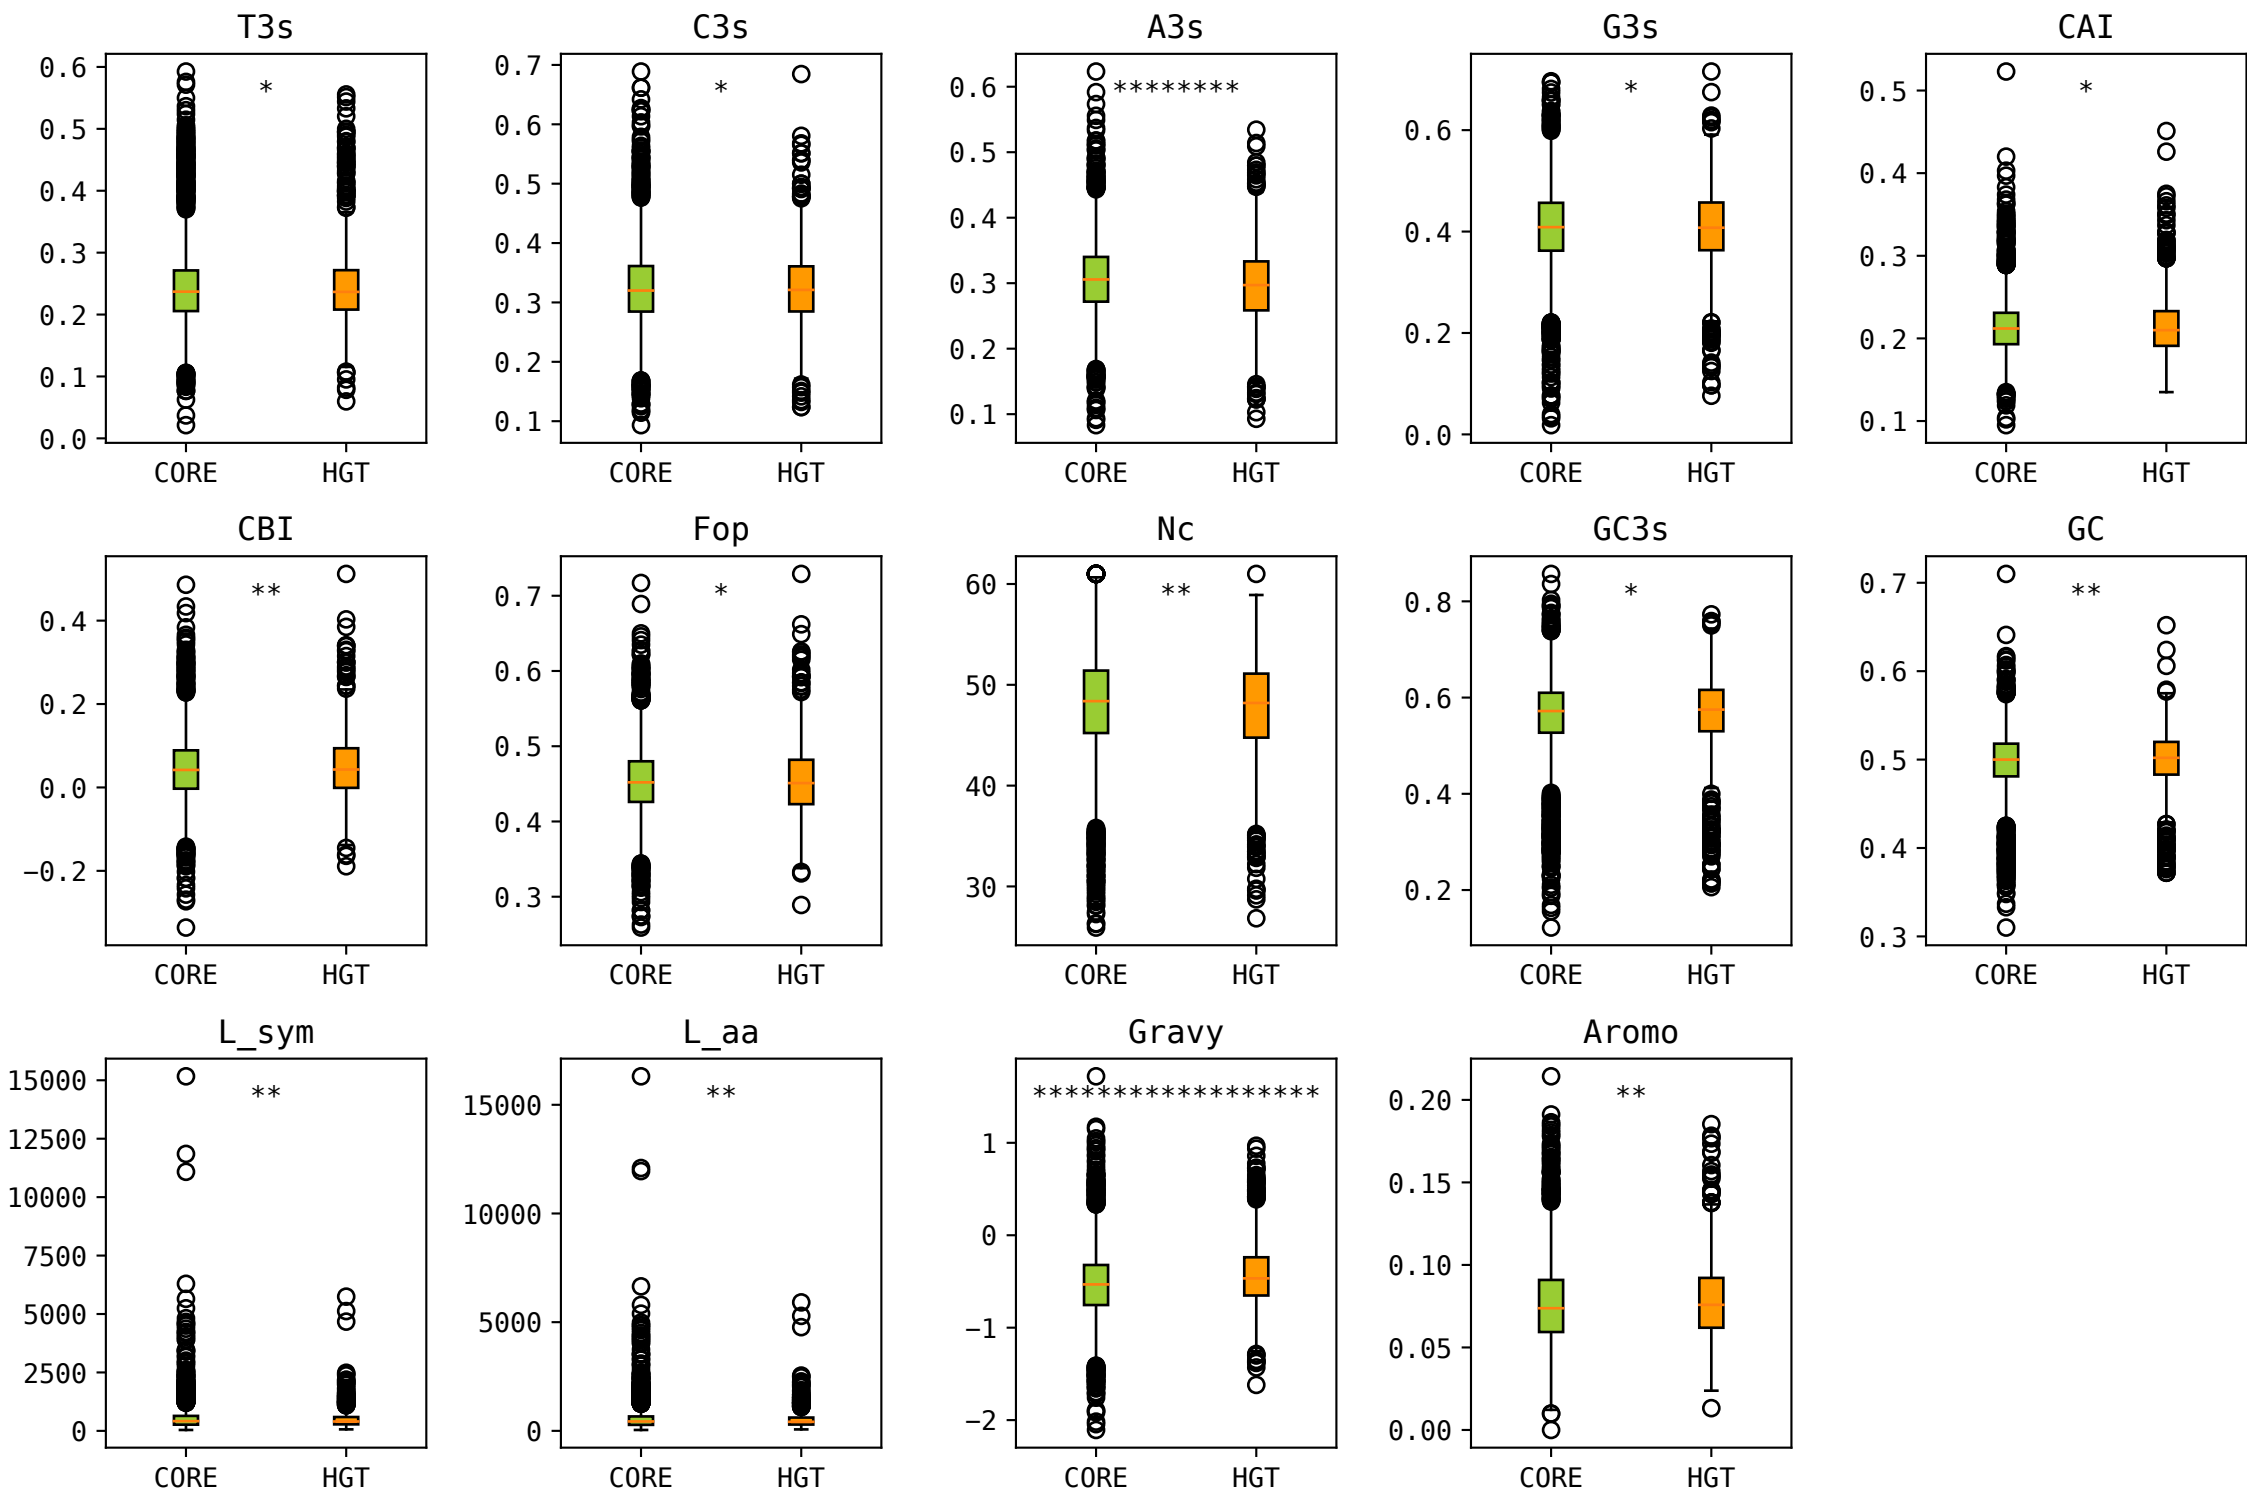 T3s C3s A3s G3s CAI
0.6 0.5 0.4 0.3 0.2 0.1 0.0
*
CORE HGT
0.7 0.6 0.5 0.4 0.3 0.2 0.1
*
CORE HGT
0.6 0.5 0.4 0.3 0.2 0.1
********
CORE HGT
0.6 0.4 0.2 0.0
*
CORE HGT
0.5 0.4 0.3 0.2 0.1
*
CORE HGT
CBI Fop Nc GC3s GC
0.4 0.2 0.0 −0.2
**
CORE HGT
0.7 0.6 0.5 0.4 0.3
*
CORE HGT
60 50 40 30
**
CORE HGT
0.8 0.6 0.4 0.2
*
CORE HGT
0.7 0.6 0.5 0.4 0.3
**
CORE HGT
L_sym L_aa Gravy Aromo
15000 12500 10000 7500 5000 2500 0
**
CORE HGT
15000 10000 5000 0
**
CORE HGT
1 0 −1 −2
******************
CORE HGT
0.20 0.15 0.10 0.05 0.00
**
CORE HGT